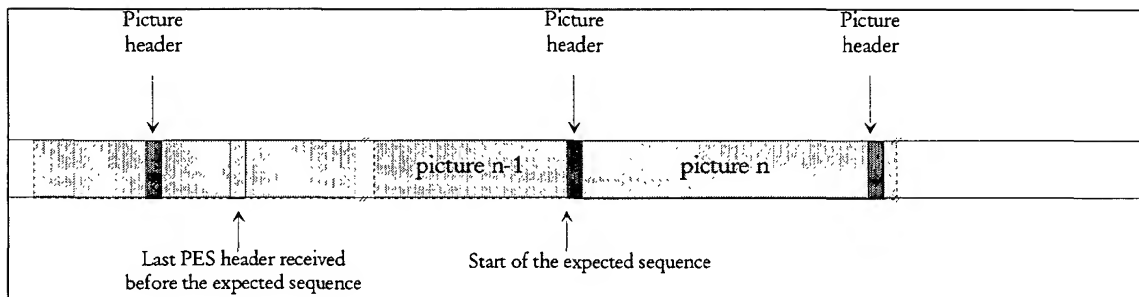 Picture
header
Picture
header
Picture
header
picture n-1
picture n
Last PES header received
before the expected sequence
Start of the expected sequence